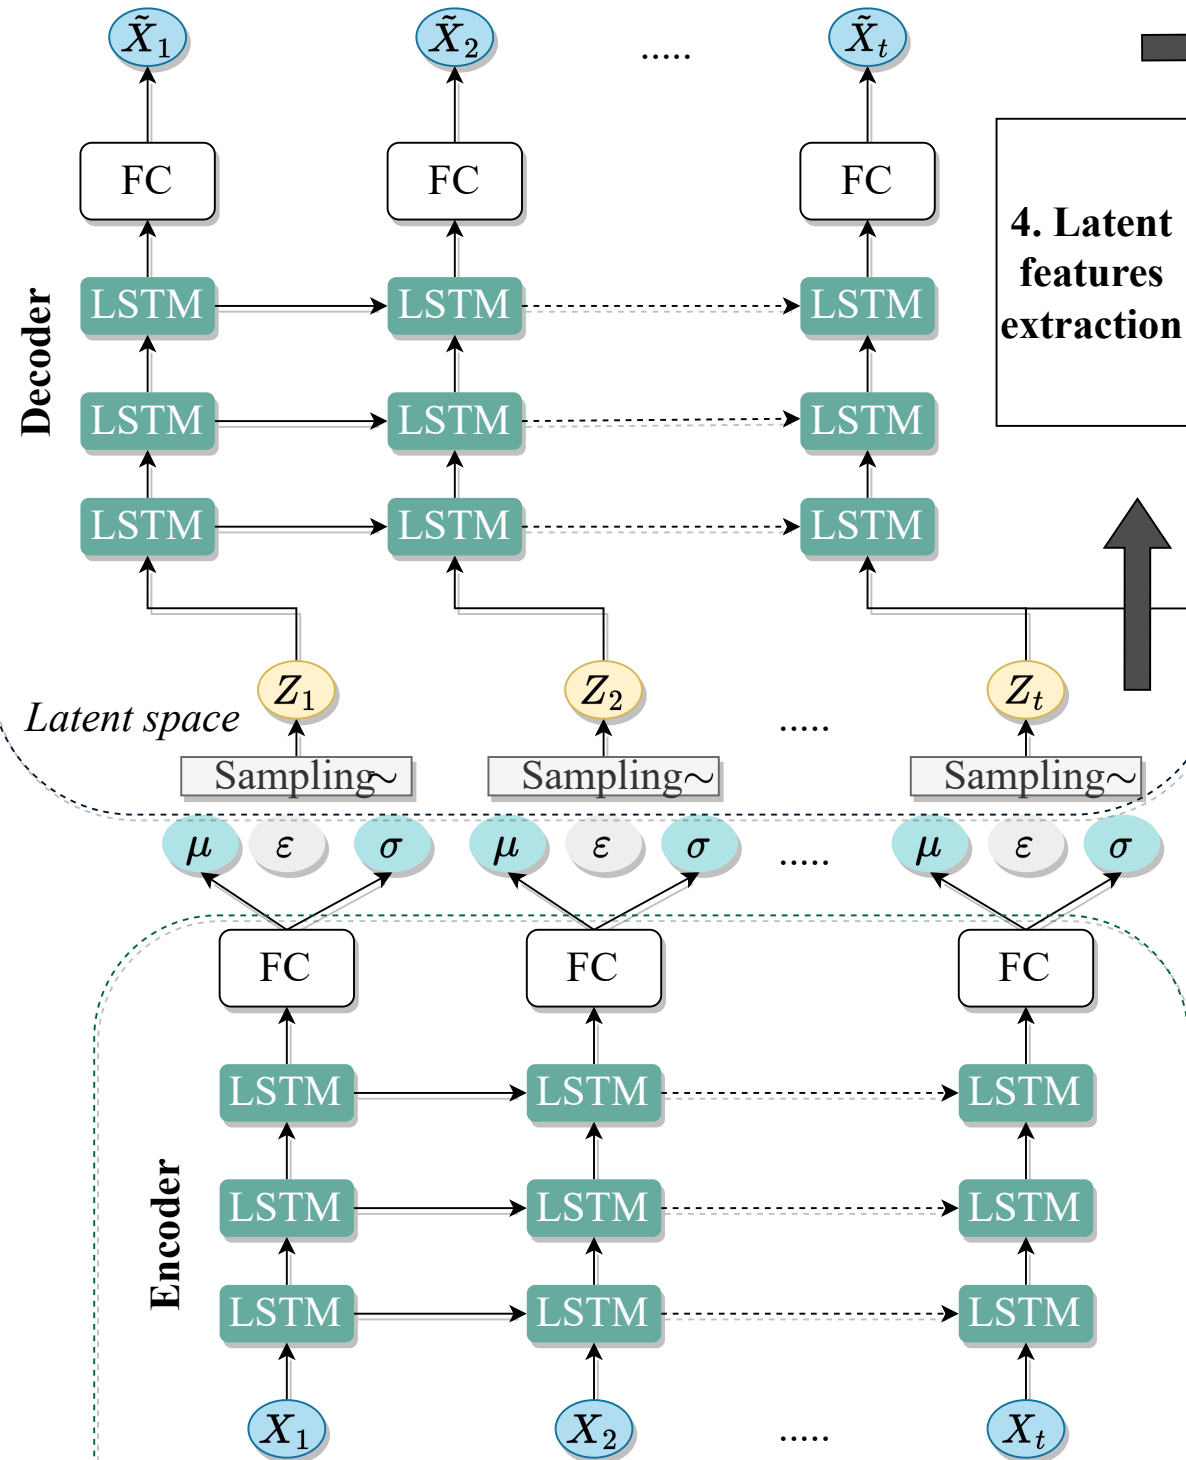 X̃₁ X̃₂ ..... X̃ₜ
FC FC FC
4. Latent
features
extraction
Decoder
LSTM LSTM LSTM
LSTM LSTM LSTM
LSTM LSTM LSTM
Z₁ Z₂ ..... Zₜ
Latent space
Sampling~ Sampling~ Sampling~
μ ε σ μ ε σ ..... μ ε σ
FC FC FC
Encoder
LSTM LSTM LSTM
LSTM LSTM LSTM
LSTM LSTM LSTM
X₁ X₂ ..... Xₜ